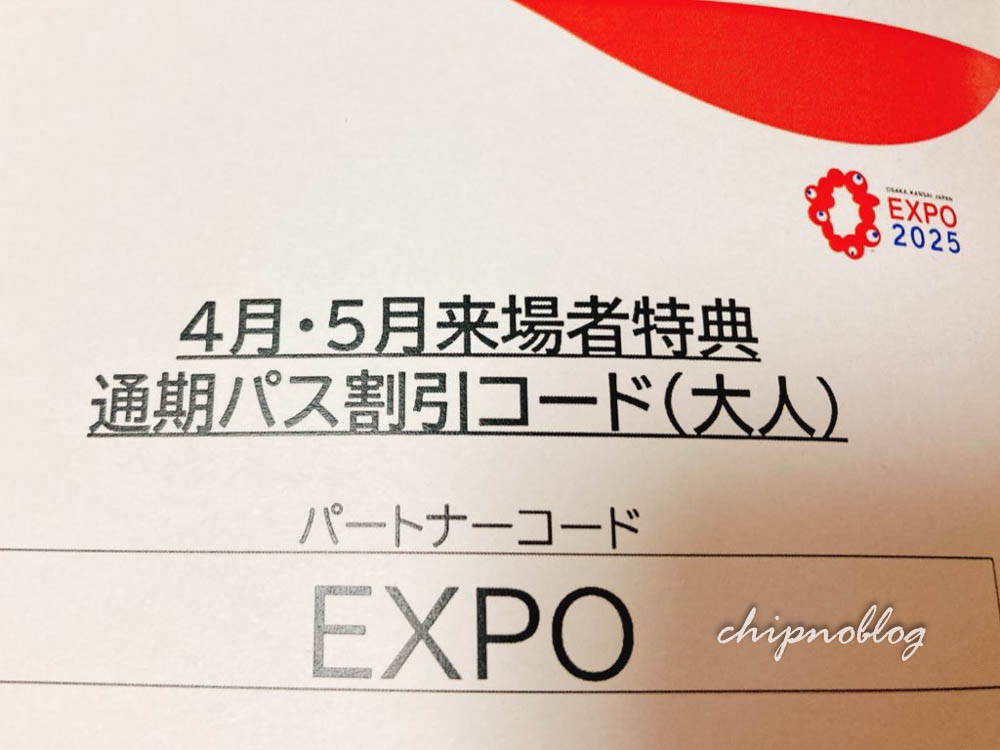 OSAKA, KANSAI, JAPAN
EXPO
2025
4月・5月来場者特典
通期パス割引コード(大人)
パートナーコード
EXPO
chipnoblog